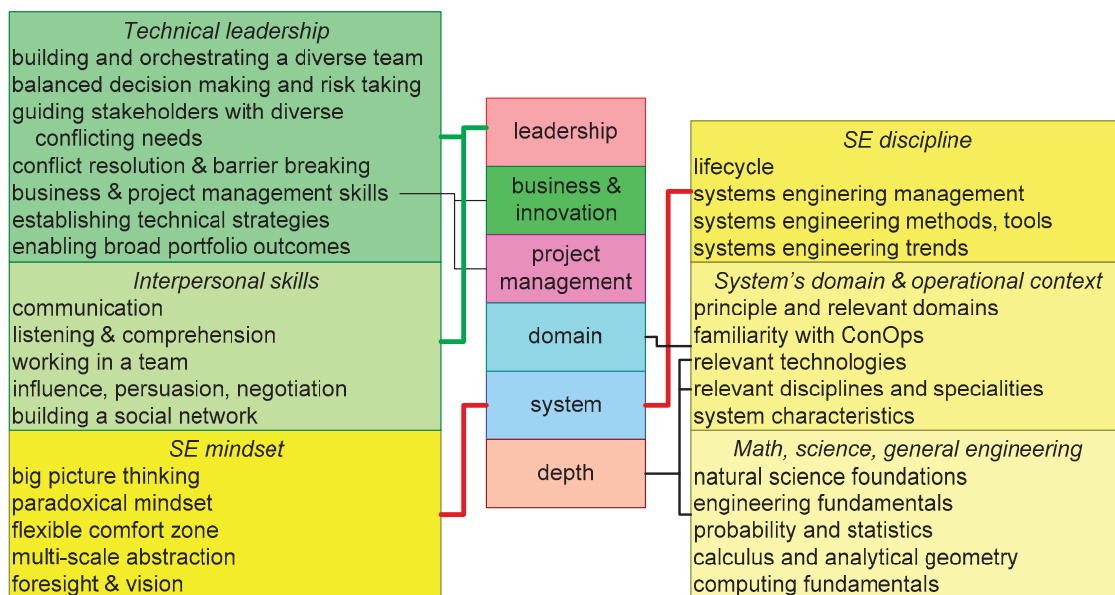 Technical leadership
building and orchestrating a diverse team
balanced decision making and risk taking
guiding stakeholders with diverse
conflicting needs
conflict resolution & barrier breaking
business & project management skills
establishing technical strategies
enabling broad portfolio outcomes
Interpersonal skills
communication
listening & comprehension
working in a team
influence, persuasion, negotiation
building a social network
SE mindset
big picture thinking
paradoxical mindset
flexible comfort zone
multi-scale abstraction
foresight & vision
leadership
business &
innovation
project
management
domain
system
depth
SE discipline
lifecycle
systems enginering management
systems engineering methods, tools
systems engineering trends
System's domain & operational context
principle and relevant domains
familiarity with ConOps
relevant technologies
relevant disciplines and specialities
system characteristics
Math, science, general engineering
natural science foundations
engineering fundamentals
probability and statistics
calculus and analytical geometry
computing fundamentals